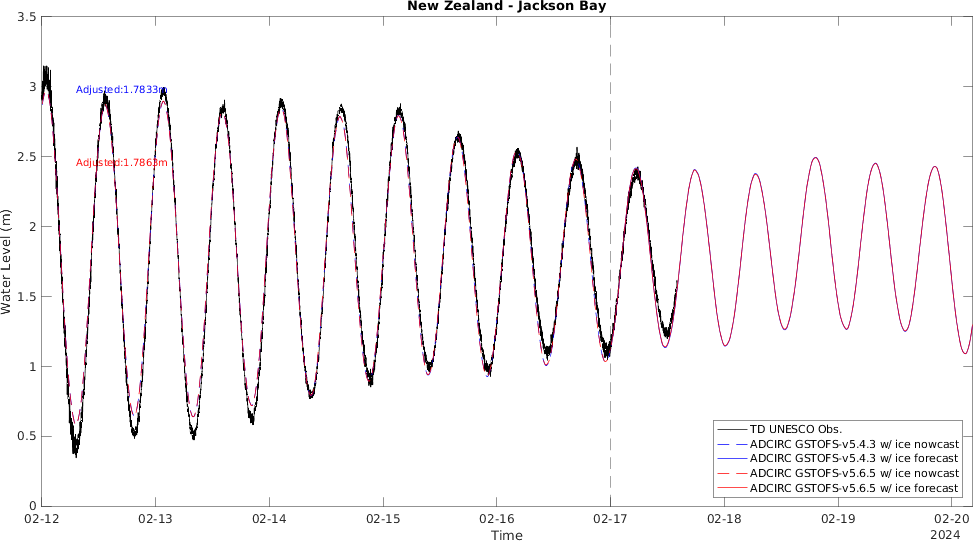 New Zealand - Jackson Bay
3.5
3
2.5
2
1.5
1
0.5
0
Water Level (m)
Adjusted:1.7833m
Adjusted:1.7863m
TD UNESCO Obs.
ADCIRC GSTOFS-v5.4.3 w/ ice nowcast
ADCIRC GSTOFS-v5.4.3 w/ ice forecast
ADCIRC GSTOFS-v5.6.5 w/ ice nowcast
ADCIRC GSTOFS-v5.6.5 w/ ice forecast
02-12 02-13 02-14 02-15 02-16 02-17 02-18 02-19 02-20
Time
2024